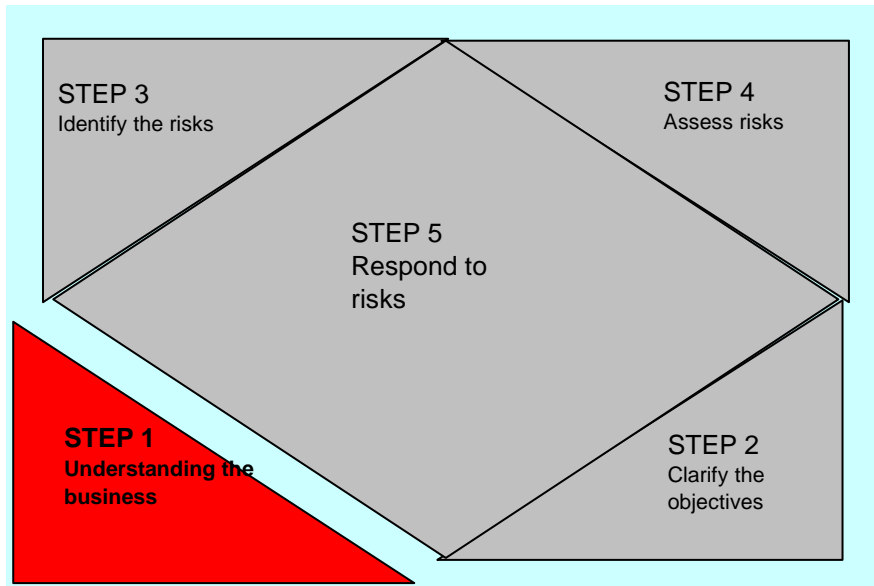 STEP 3
Identify the risks
STEP 4
Assess risks
STEP 5
Respond to
risks
STEP 1
Understanding the
business
STEP 2
Clarify the
objectives